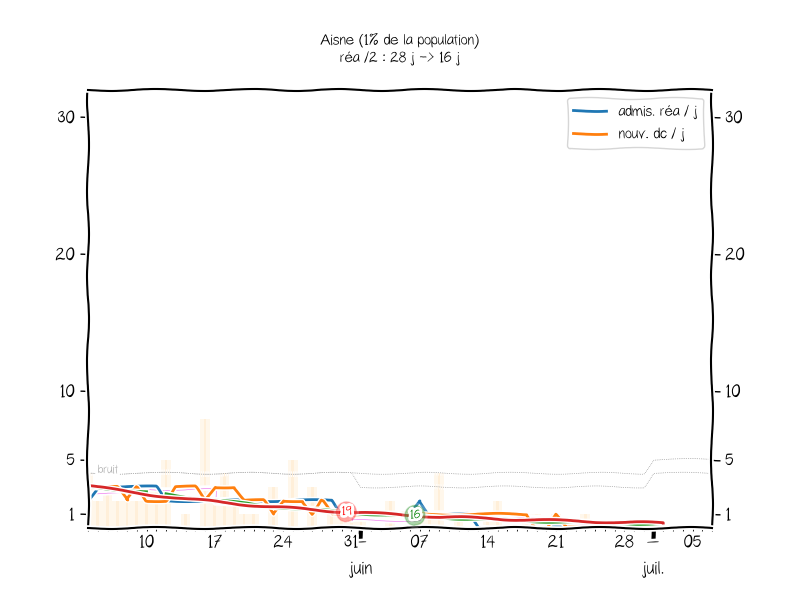 Aisne (1% de la population)
réa /2 : 28 j -> 16 j
admis. réa / j
nouv. dc / j
30
30
20
20
10
10
5
5
bruit
1
1
19
16
10 17 24 31 07 14 21 28 05
juin juil.